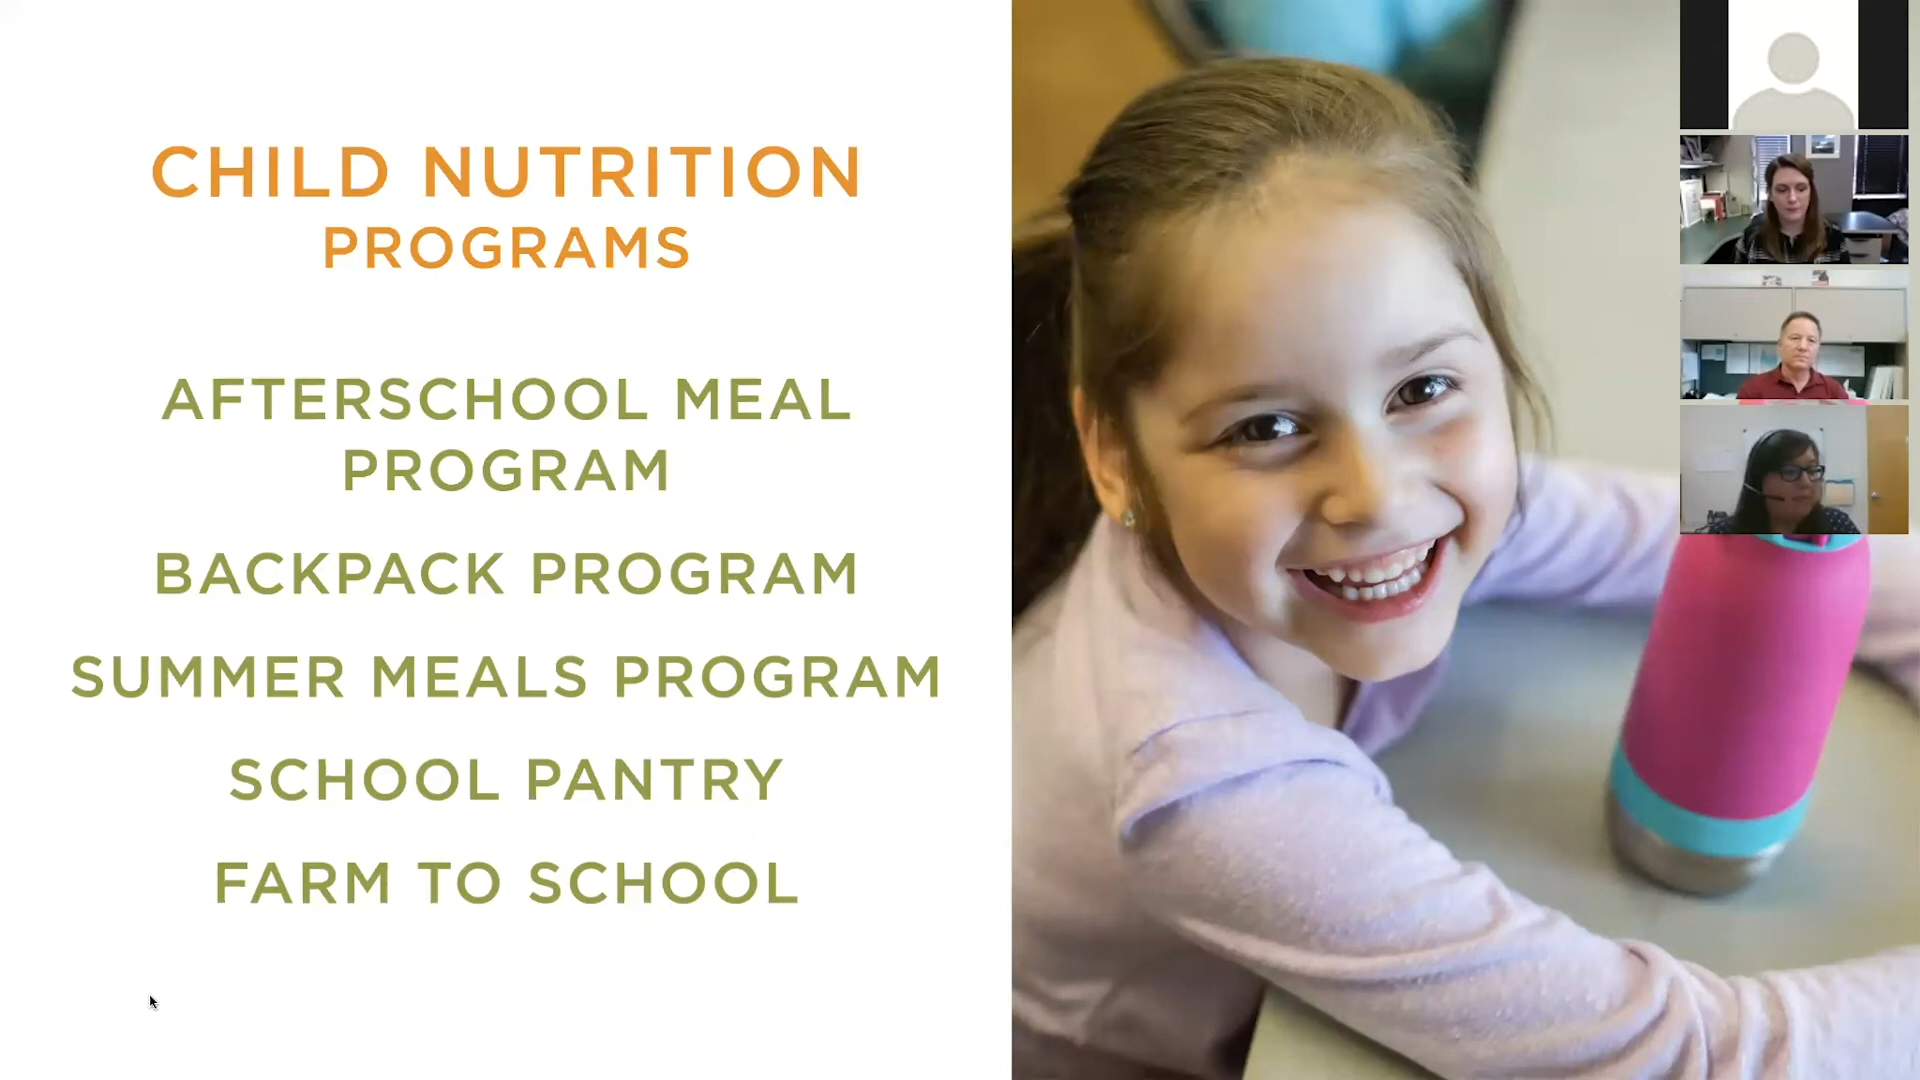 CHILD NUTRITION
PROGRAMS
AFTERSCHOOL MEAL
PROGRAM
BACKPACK PROGRAM
SUMMER MEALS PROGRAM
SCHOOL PANTRY
FARM TO SCHOOL